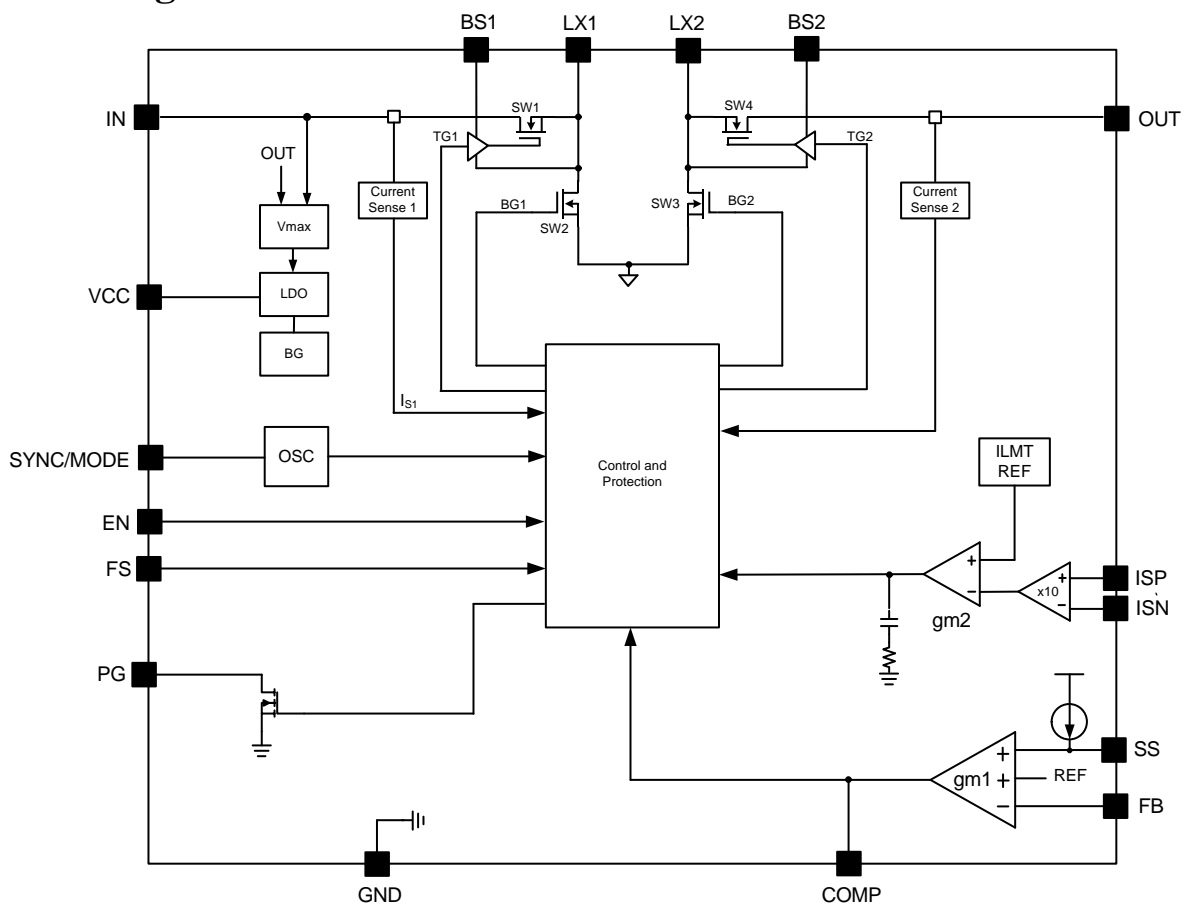 BS1 LX1 LX2 BS2
IN
SW1
SW4
OUT
TG1
TG2
OUT
Current
Sense 1
Current
Sense 2
BG1
SW2
SW3
BG2
Vmax
VCC
LDO
BG
IS1
SYNC/MODE
OSC
Control and
Protection
ILMT
REF
EN
FS
+
−
gm2
x10
+
−
ISP
ISN
PG
SS
+
gm1 +
−
REF
FB
GND
COMP